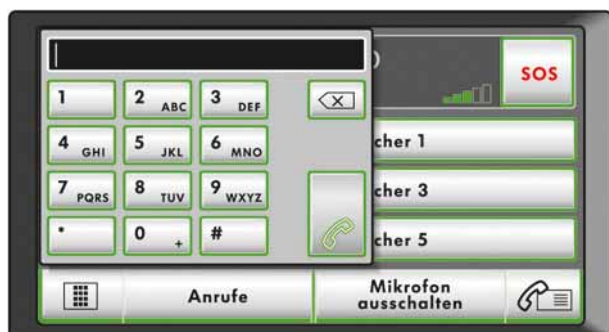 SOS
1
2 ABC
3 DEF
4 GHI
5 JKL
6 MNO
cher 1
7 PQRS
8 TUV
9 WXYZ
cher 3
*
0 +
#
cher 5
Anrufe
Mikrofon
ausschalten